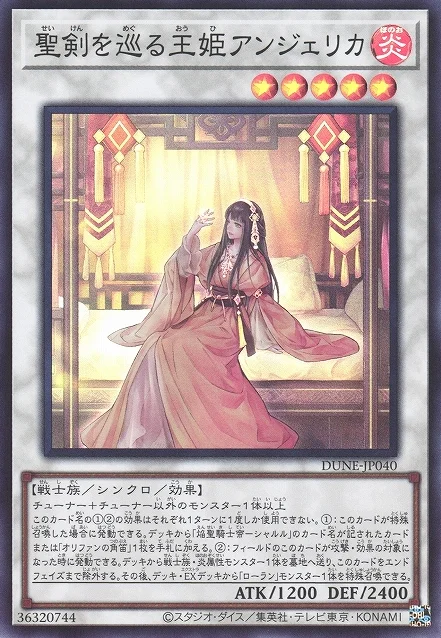 聖剣を巡る王姫アンジェリカ
炎
DUNE-JP040
【戦士族／シンクロ／効果】
チューナー＋チューナー以外のモンスター1体以上
このカード名の①②の効果はそれぞれ1ターンに1度しか使用できない。①：このカードが特殊
召喚した場合に発動できる。デッキから「焔聖騎士帝－シャルル」のカード名が記されたカード
または「オリファンの角笛」1枚を手札に加える。②：フィールドのこのカードが攻撃・効果の対象に
なった時に発動できる。デッキから戦士族・炎属性モンスター1体を墓地へ送り、このカードをエンド
フェイズまで除外する。その後、デッキ・EXデッキから「ローラン」モンスター1体を特殊召喚できる。
ATK/1200 DEF/2400
36320744
©スタジオ・ダイス／集英社・テレビ東京・KONAMI